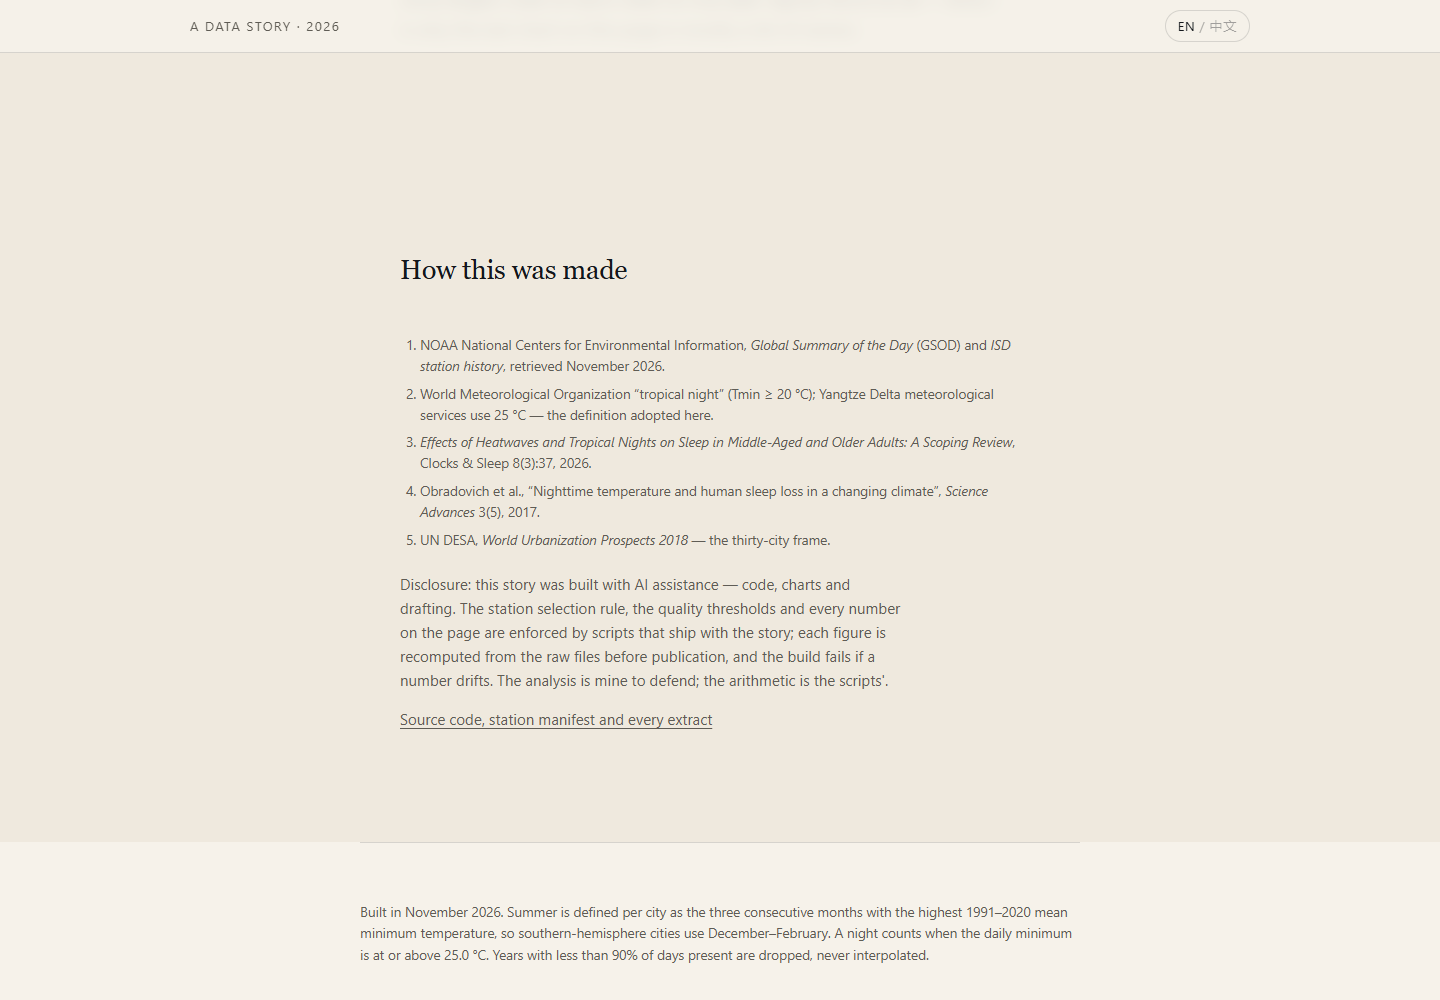 A DATA STORY · 2026
EN / 中文
How this was made
1. NOAA National Centers for Environmental Information, Global Summary of the Day (GSOD) and ISD
station history, retrieved November 2026.
2. World Meteorological Organization “tropical night” (Tmin ≥ 20 °C); Yangtze Delta meteorological
services use 25 °C — the definition adopted here.
3. Effects of Heatwaves and Tropical Nights on Sleep in Middle-Aged and Older Adults: A Scoping Review,
Clocks & Sleep 8(3):37, 2026.
4. Obradovich et al., “Nighttime temperature and human sleep loss in a changing climate”, Science
Advances 3(5), 2017.
5. UN DESA, World Urbanization Prospects 2018 — the thirty-city frame.
Disclosure: this story was built with AI assistance — code, charts and
drafting. The station selection rule, the quality thresholds and every number
on the page are enforced by scripts that ship with the story; each figure is
recomputed from the raw files before publication, and the build fails if a
number drifts. The analysis is mine to defend; the arithmetic is the scripts'.
Source code, station manifest and every extract
Built in November 2026. Summer is defined per city as the three consecutive months with the highest 1991–2020 mean
minimum temperature, so southern-hemisphere cities use December–February. A night counts when the daily minimum
is at or above 25.0 °C. Years with less than 90% of days present are dropped, never interpolated.